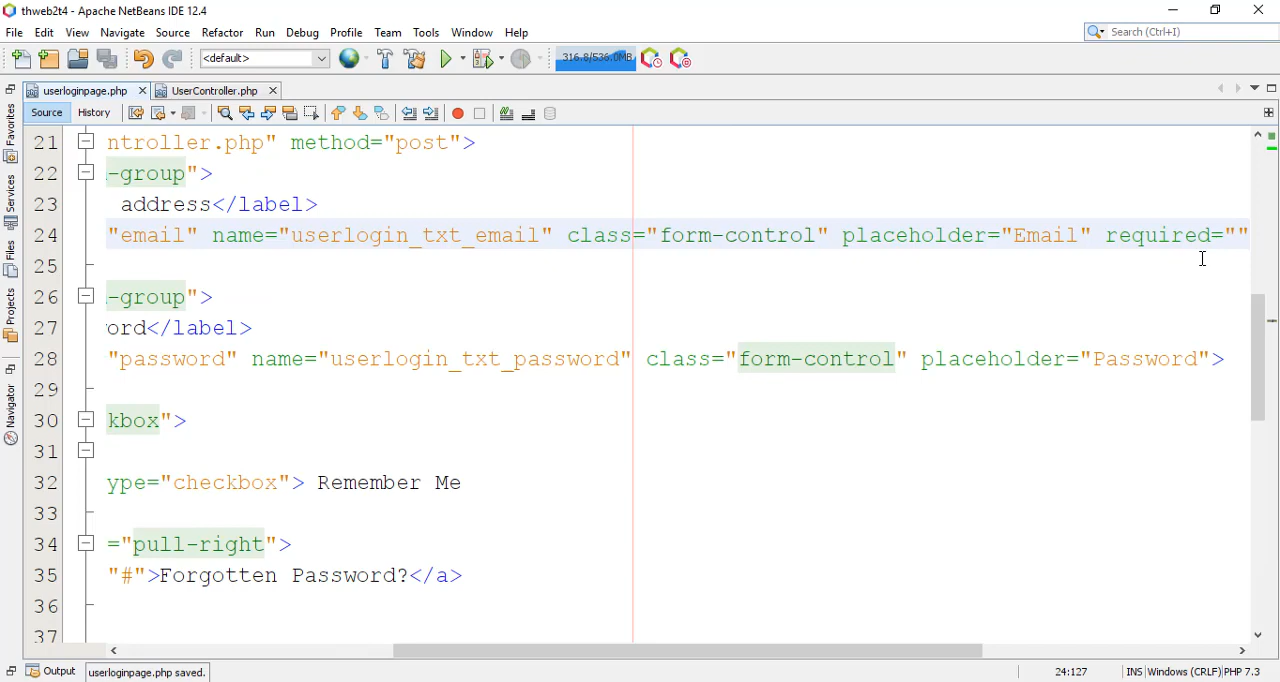 thweb2t4 - Apache NetBeans IDE 12.4
File Edit View Navigate Source Refactor Run Debug Profile Team Tools Window Help
Search (Ctrl+I)
<default>
316.8/536.0MB
userloginpage.php
UserController.php
Source History
Favorites
Services
Files
Projects
Navigator
21 ntroller.php" method="post">
22 -group">
23 address</label>
24 "email" name="userlogin_txt_email" class="form-control" placeholder="Email" required=""
25
26 -group">
27 ord</label>
28 "password" name="userlogin_txt_password" class="form-control" placeholder="Password">
29
30 kbox">
31
32 ype="checkbox"> Remember Me
33
34 ="pull-right">
35 "#">Forgotten Password?</a>
36
37
Output
userloginpage.php saved.
24:127
INS
Windows (CRLF)
PHP 7.3